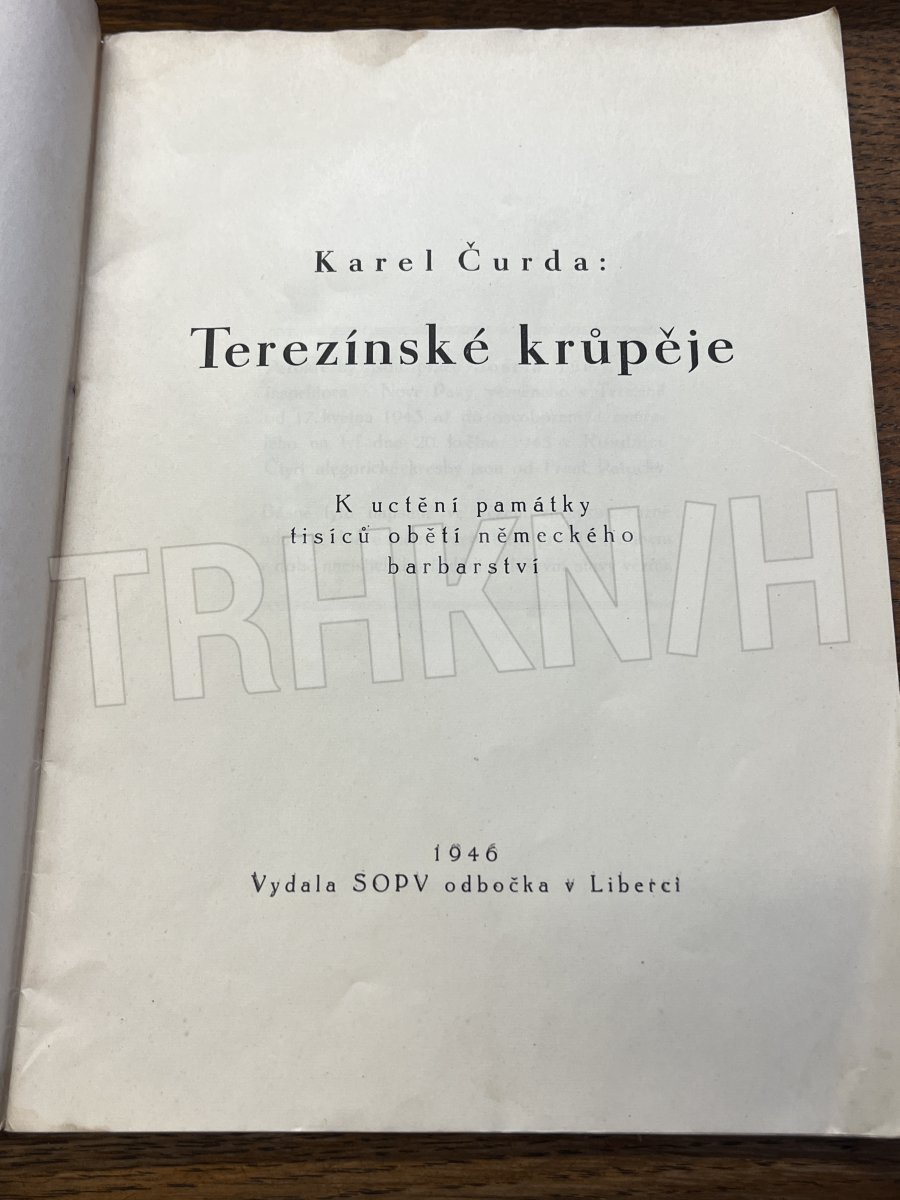 Karel Čurda:
Terezínské krůpěje
K uctění památky
tisíců obětí německého
barbarství
TRHKNIH
1946
Vydala SOPV odbočka v Liberci